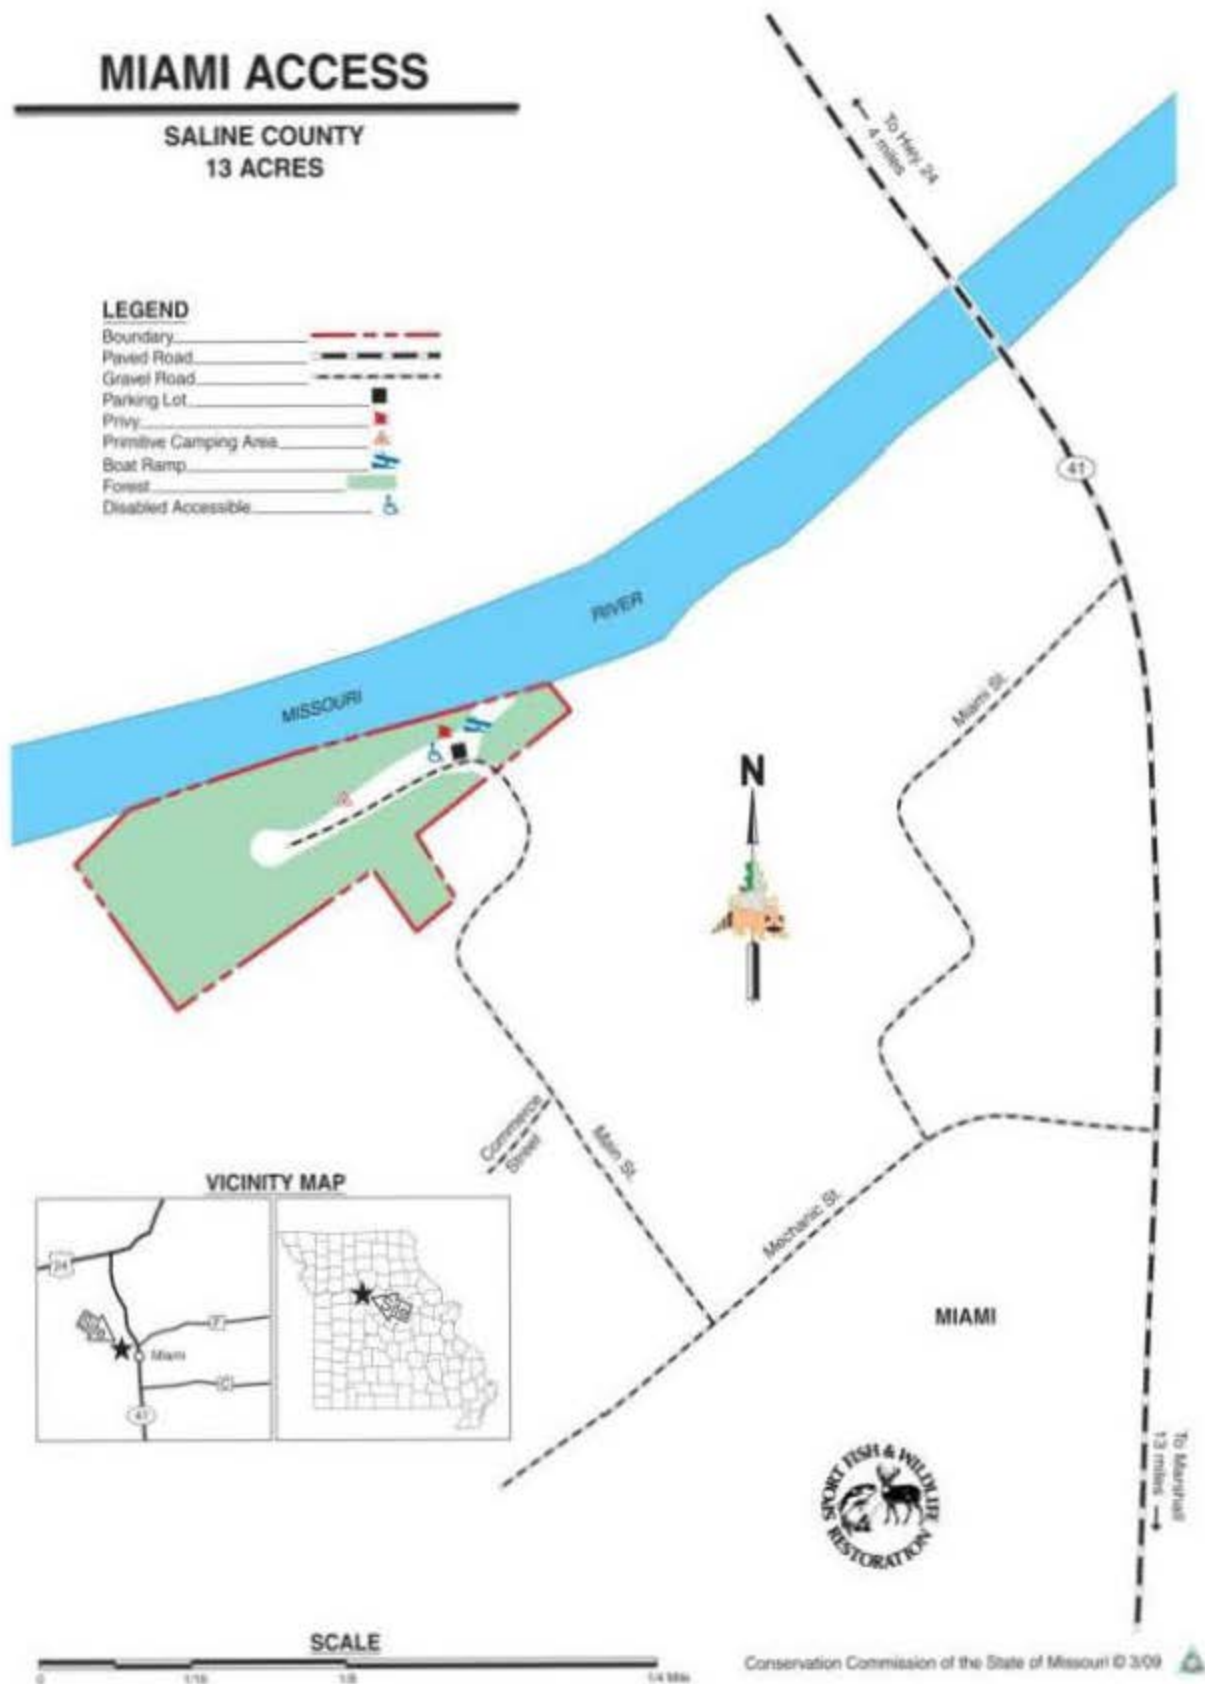 MIAMI ACCESS
SALINE COUNTY
13 ACRES
To Hwy. 24
4 miles
LEGEND
Boundary
Paved Road
Gravel Road
Parking Lot
Privy
Primitive Camping Area
Boat Ramp
Forest
Disabled Accessible
41
RIVER
MISSOURI
Miami St.
N
Commerce
Street
Main St.
Mechanic St.
VICINITY MAP
24
F
Miami
C
41
MIAMI
To Marshall
13 miles
SPORT FISH & WILDLIFE
RESTORATION
SCALE
0 1/16 1/8 1/4 Mile
Conservation Commission of the State of Missouri © 3/09